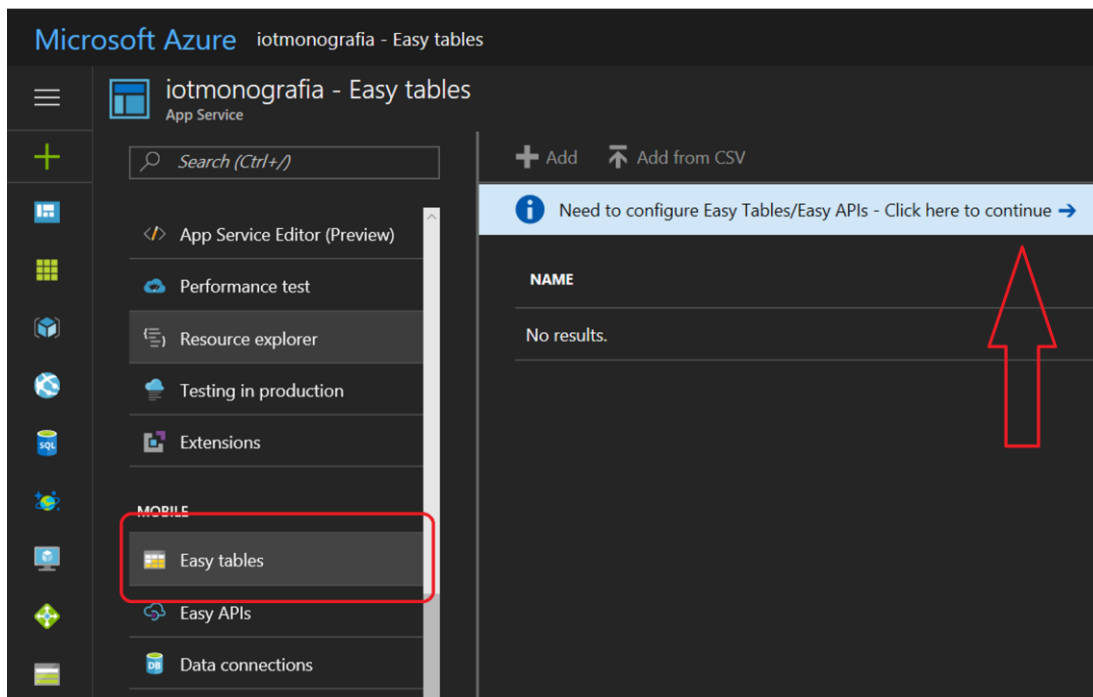 Microsoft Azure iotmonografia - Easy tables
iotmonografia - Easy tables
App Service
Search (Ctrl+/)
Add Add from CSV
Need to configure Easy Tables/Easy APIs - Click here to continue →
App Service Editor (Preview)
Performance test
NAME
Resource explorer
No results.
Testing in production
Extensions
SQL
MOBILE
Easy tables
Easy APIs
DB
Data connections